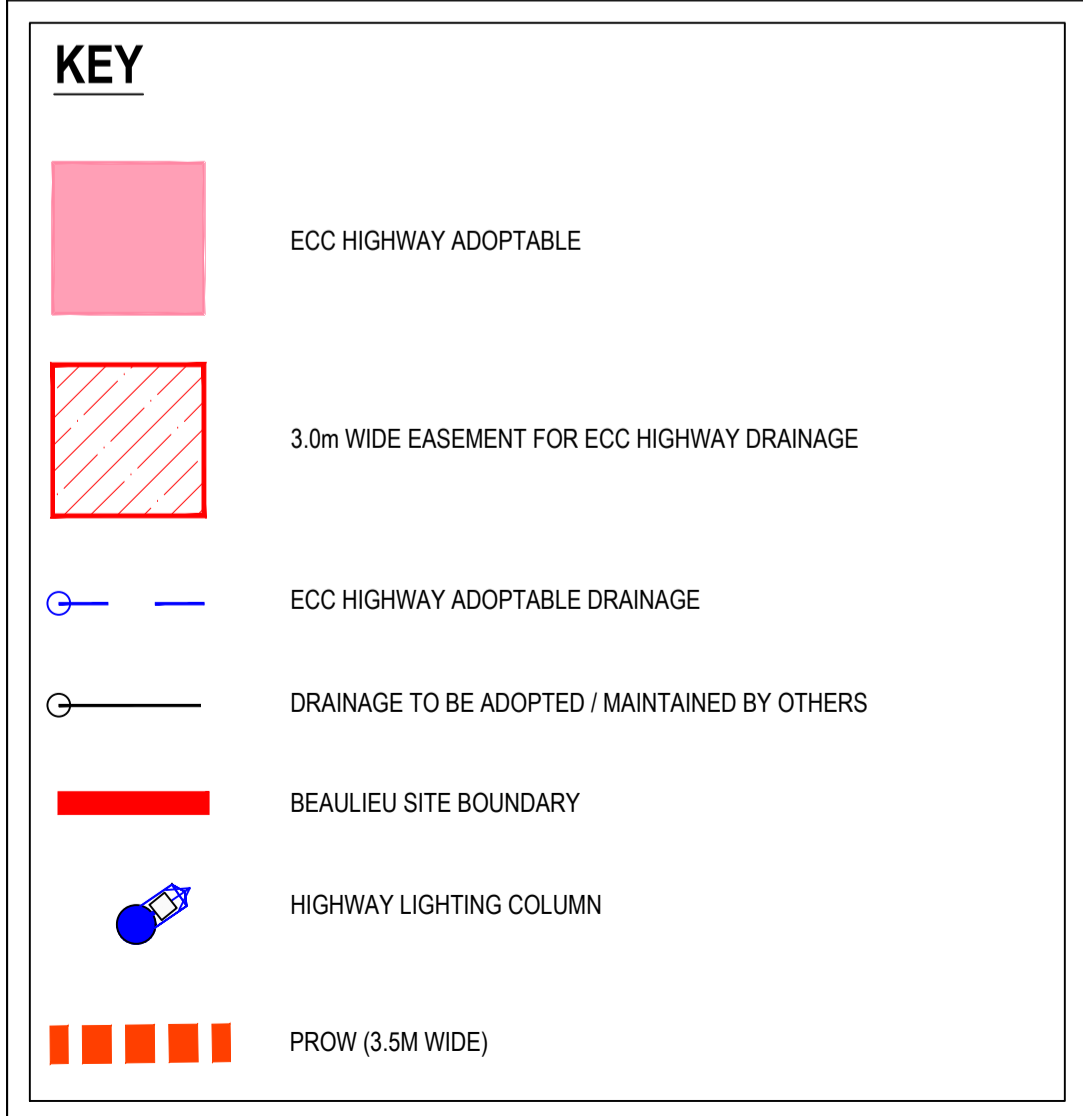 KEY
ECC HIGHWAY ADOPTABLE
3.0m WIDE EASEMENT FOR ECC HIGHWAY DRAINAGE
ECC HIGHWAY ADOPTABLE DRAINAGE
DRAINAGE TO BE ADOPTED / MAINTAINED BY OTHERS
BEAULIEU SITE BOUNDARY
HIGHWAY LIGHTING COLUMN
PROW (3.5M WIDE)